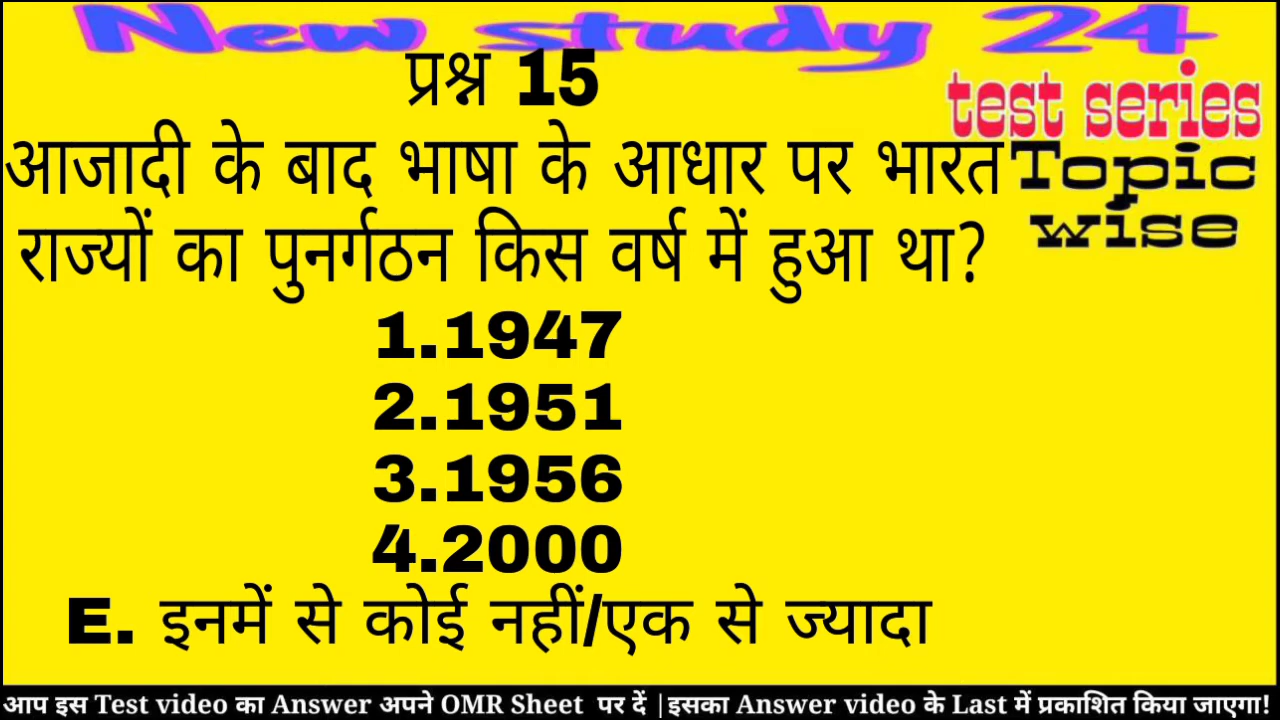 New study 24
प्रश्न 15
test series
Topic
wise
आजादी के बाद भाषा के आधार पर भारत
राज्यों का पुनर्गठन किस वर्ष में हुआ था?
1.1947
2.1951
3.1956
4.2000
E. इनमें से कोई नहीं/एक से ज्यादा
आप इस Test video का Answer अपने OMR Sheet पर दें |इसका Answer video के Last में प्रकाशित किया जाएगा!